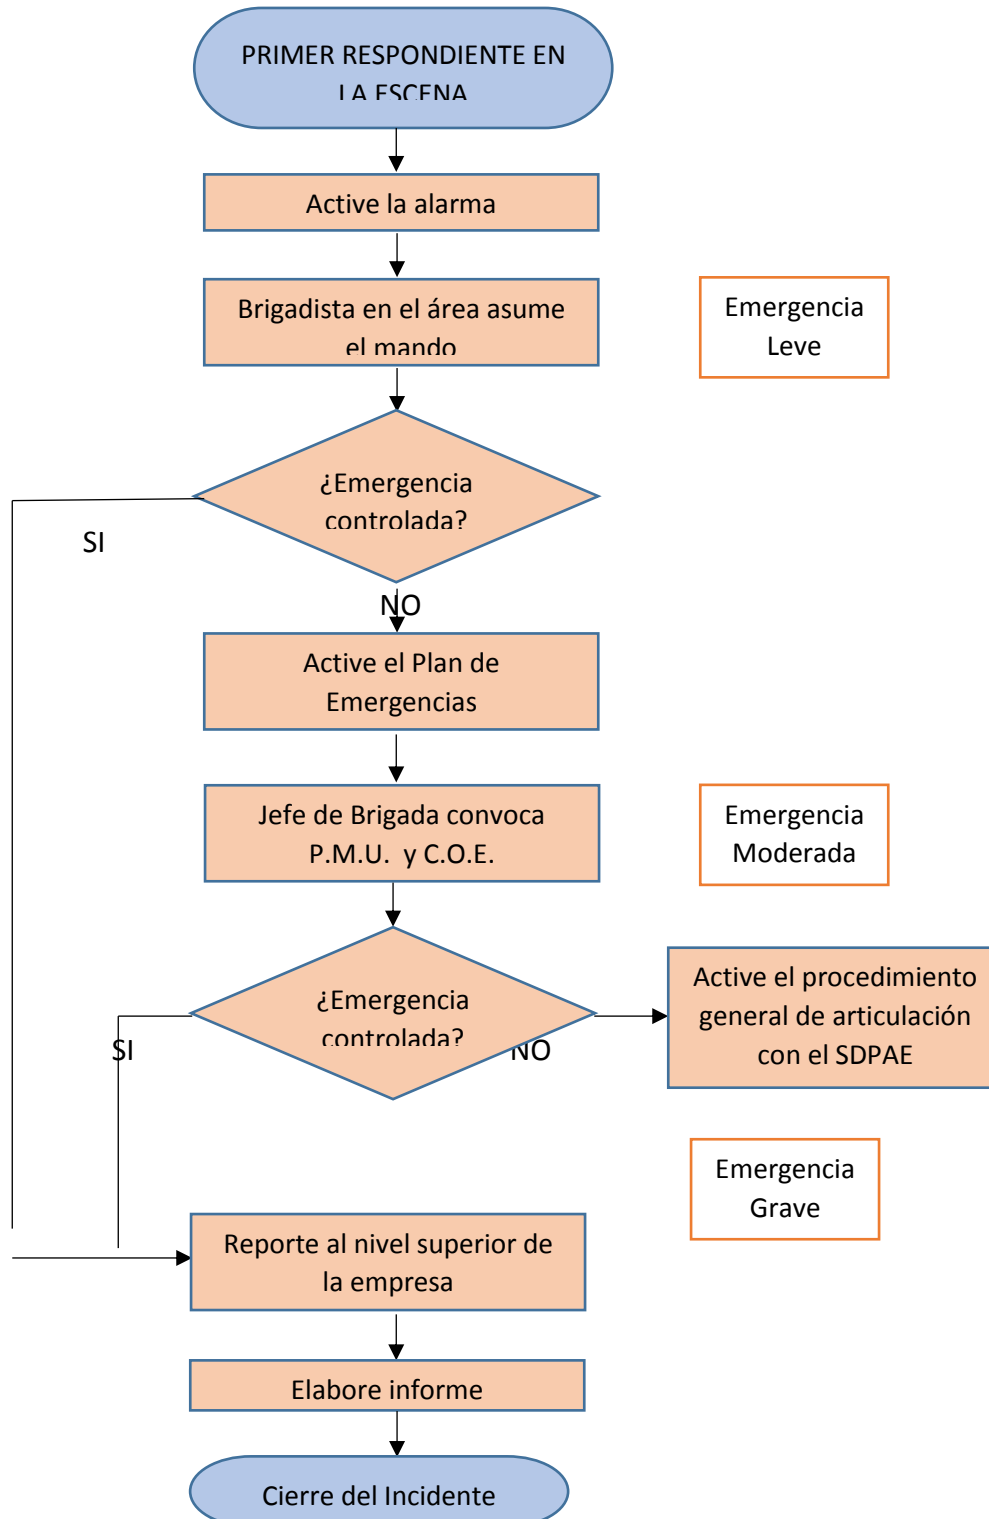 PRIMER RESPONDIENTE EN
LA ESCENA
Active la alarma
Brigadista en el área asume
el mando
Emergencia
Leve
¿Emergencia
controlada?
SI
NO
Active el Plan de
Emergencias
Jefe de Brigada convoca
P.M.U.  y C.O.E.
Emergencia
Moderada
¿Emergencia
controlada?
SI
NO
Active el procedimiento
general de articulación
con el SDPAE
Emergencia
Grave
Reporte al nivel superior de
la empresa
Elabore informe
Cierre del Incidente